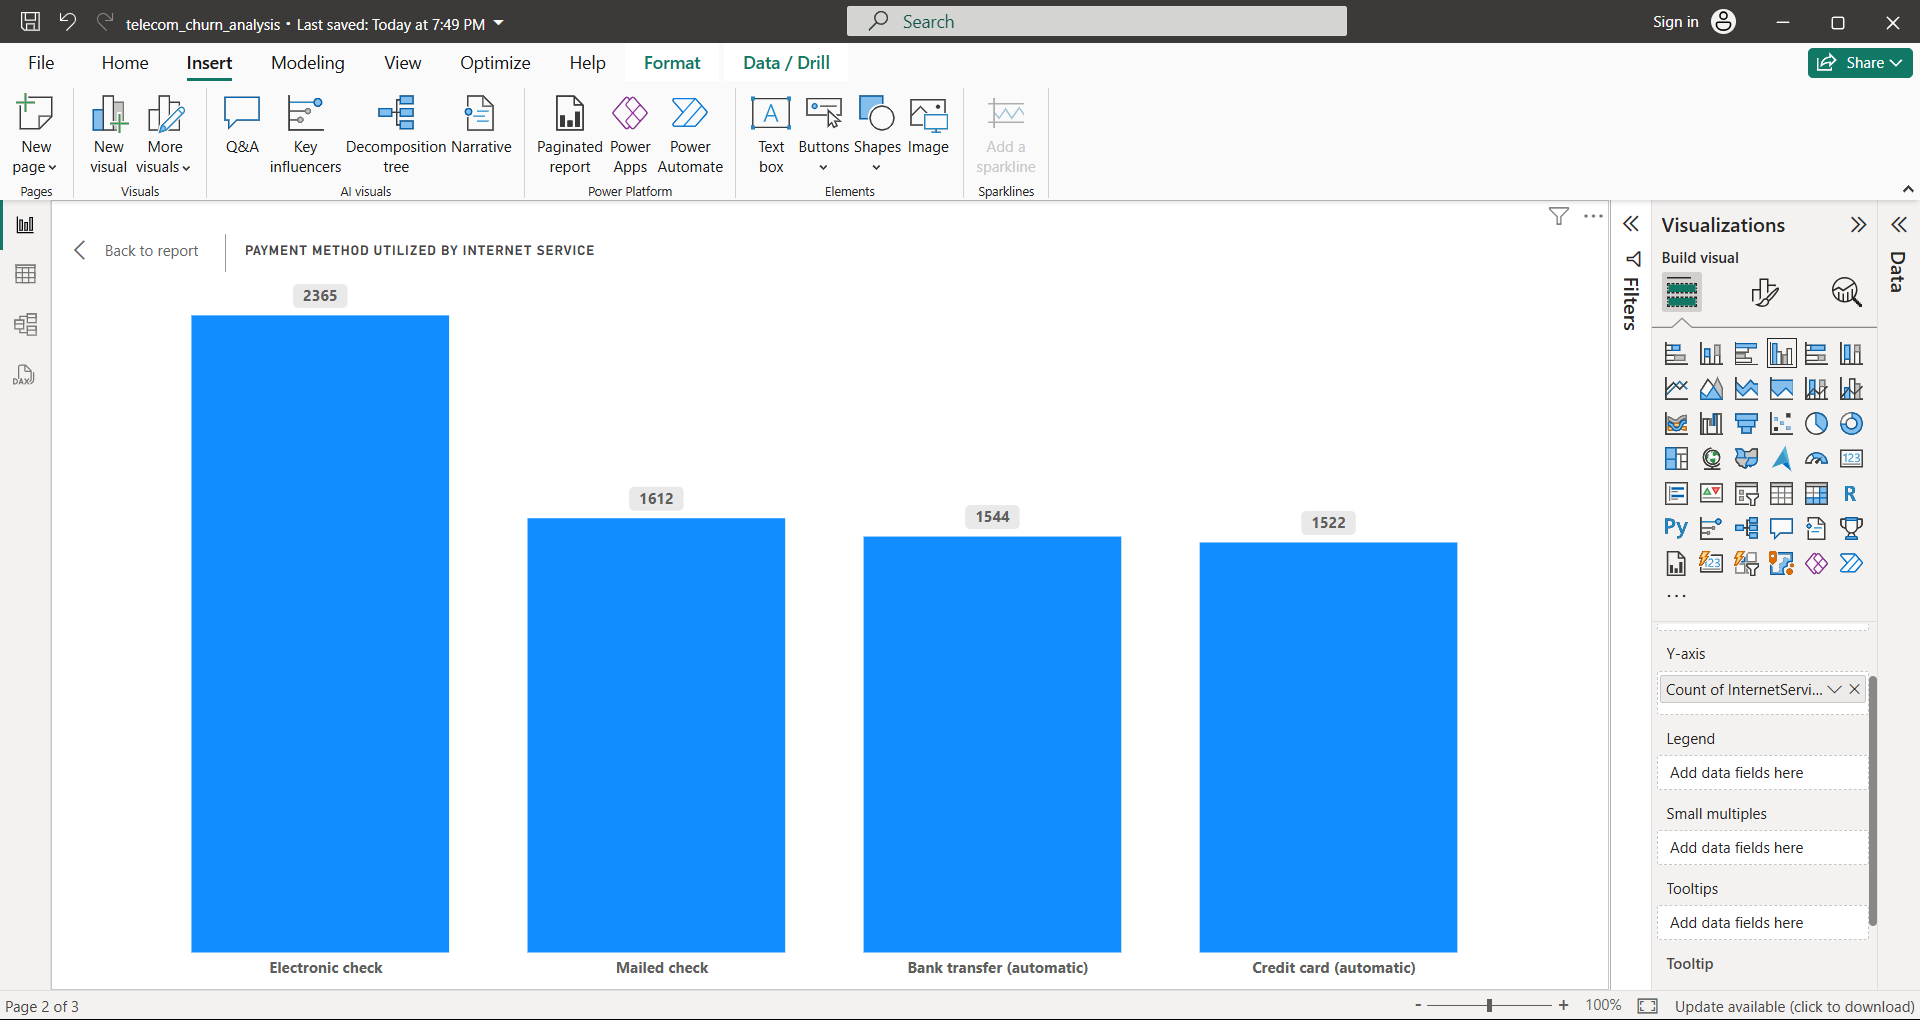 telecom_churn_analysis • Last saved: Today at 7:49 PM
Search
Sign in
File
Home
Insert
Modeling
View
Optimize
Help
Format
Data / Drill
Share
New page
New visual
More visuals
Q&A
Key influencers
Decomposition tree
Narrative
Paginated report
Power Apps
Power Automate
Text box
Buttons
Shapes
Image
Add a sparkline
Pages
Visuals
AI visuals
Power Platform
Elements
Sparklines
Back to report
PAYMENT METHOD UTILIZED BY INTERNET SERVICE
2365
1612
1544
1522
Electronic check
Mailed check
Bank transfer (automatic)
Credit card (automatic)
Filters
Visualizations
Build visual
123
R
Py
123
Y-axis
Count of InternetServi...
Legend
Add data fields here
Small multiples
Add data fields here
Tooltips
Add data fields here
Tooltip
Data
DAX
A
Page 2 of 3
- + 100%
Update available (click to download)